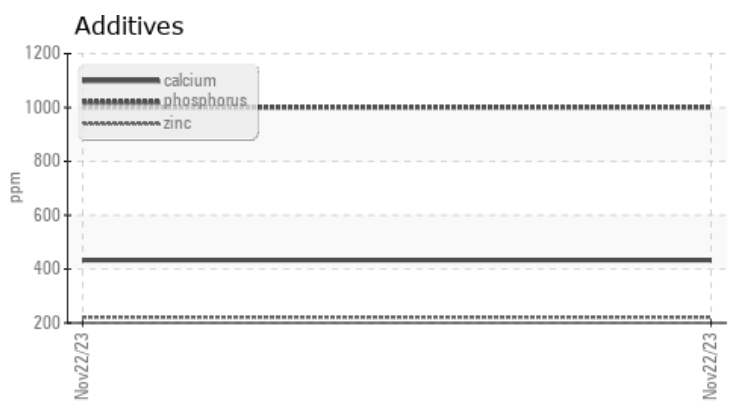 Additives
1200
1000
800
600
400
200
ppm
calcium
phosphorus
zinc
Nov22/23
Nov22/23